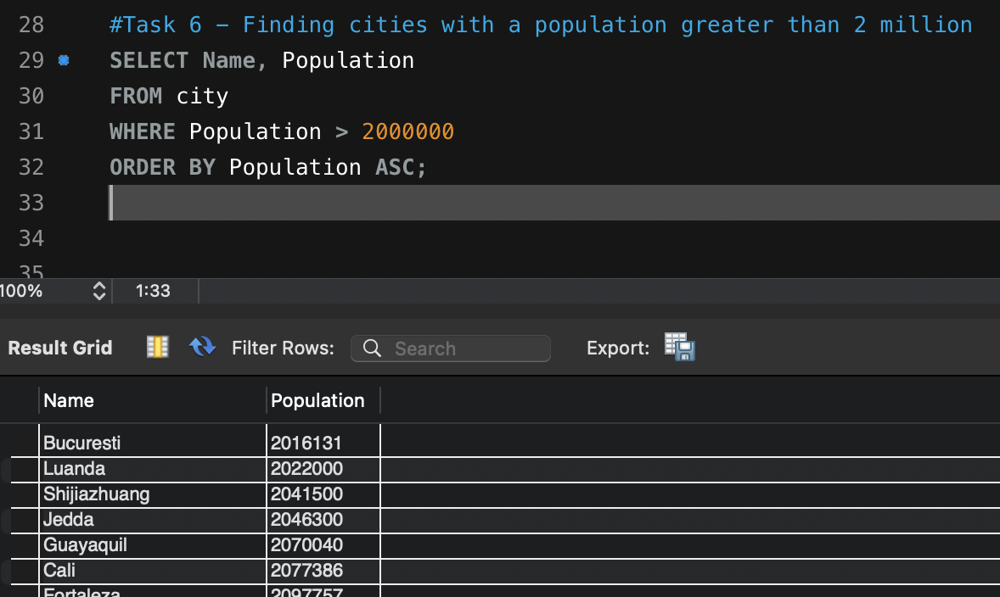 28 #Task 6 – Finding cities with a population greater than 2 million
29 SELECT Name, Population
30 FROM city
31 WHERE Population > 2000000
32 ORDER BY Population ASC;
33
34
35
100% 1:33
Result Grid Filter Rows: Search Export:
Name Population
Bucuresti 2016131
Luanda 2022000
Shijiazhuang 2041500
Jedda 2046300
Guayaquil 2070040
Cali 2077386
Fortaleza 2097757